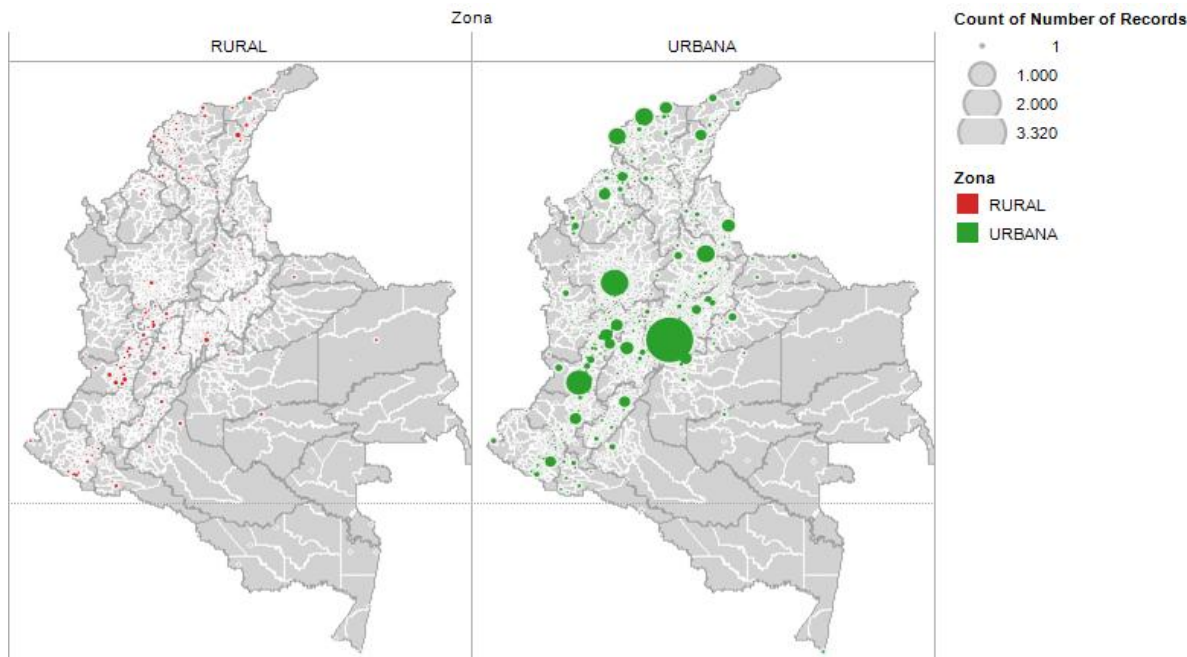 Zona
RURAL
URBANA
Count of Number of Records
1
1.000
2.000
3.320
Zona
RURAL
URBANA